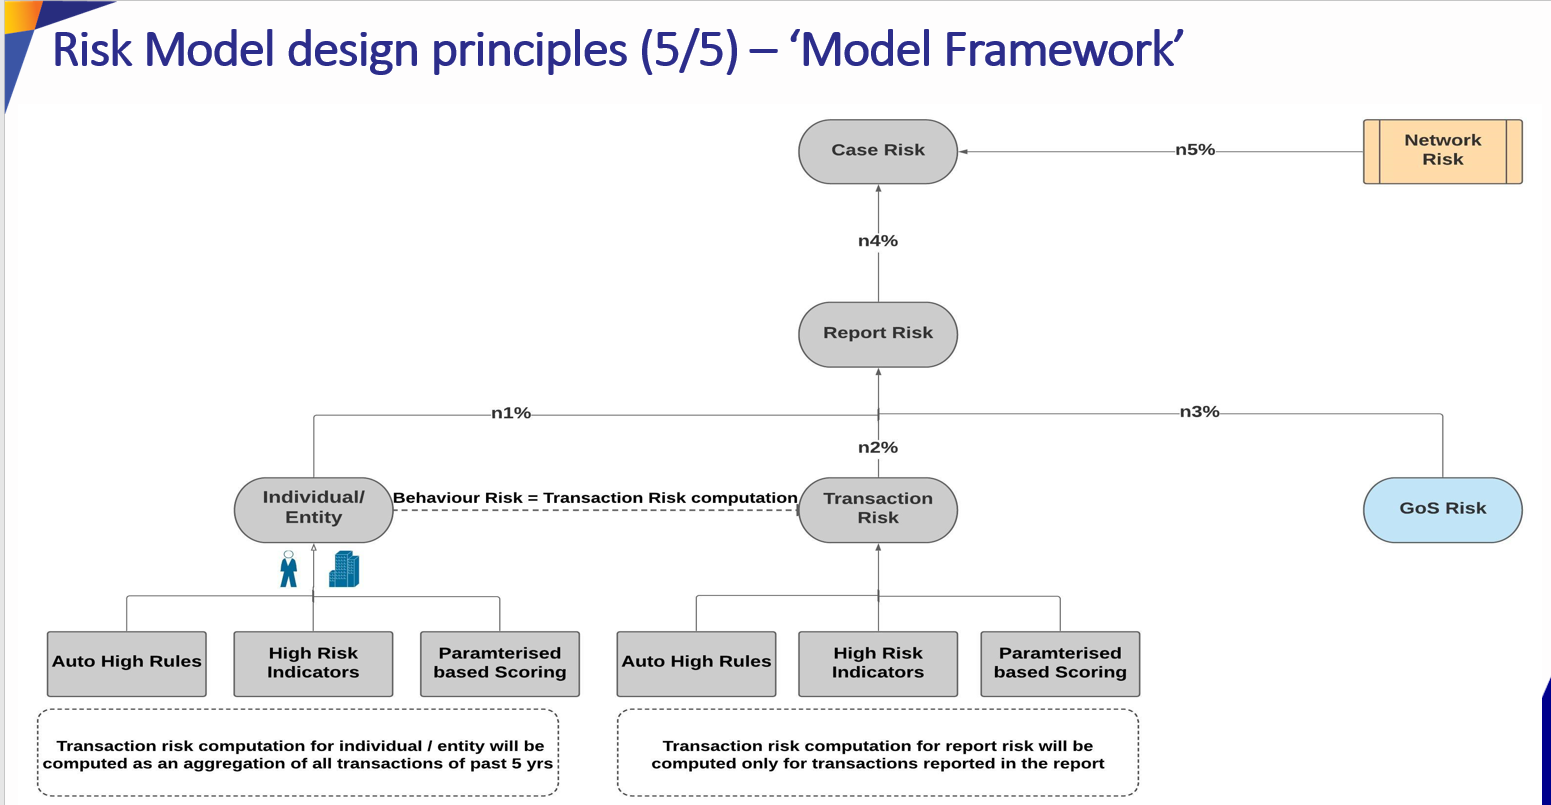 Risk Model design principles (5/5) – ‘Model Framework’
Case Risk
n5%
Network
Risk
n4%
Report Risk
n1%
n3%
n2%
Individual/
Entity
Behaviour Risk = Transaction Risk computation
Transaction
Risk
GoS Risk
Auto High Rules
High Risk
Indicators
Paramterised
based Scoring
Auto High Rules
High Risk
Indicators
Paramterised
based Scoring
Transaction risk computation for individual / entity will be
computed as an aggregation of all transactions of past 5 yrs
Transaction risk computation for report risk will be
computed only for transactions reported in the report